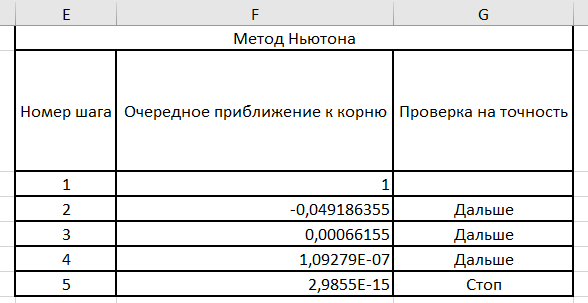 E F G
Метод Ньютона
Номер шага Очередное приближение к корню Проверка на точность
1 1
2 -0,049186355 Дальше
3 0,00066155 Дальше
4 1,09279E-07 Дальше
5 2,9855E-15 Стоп